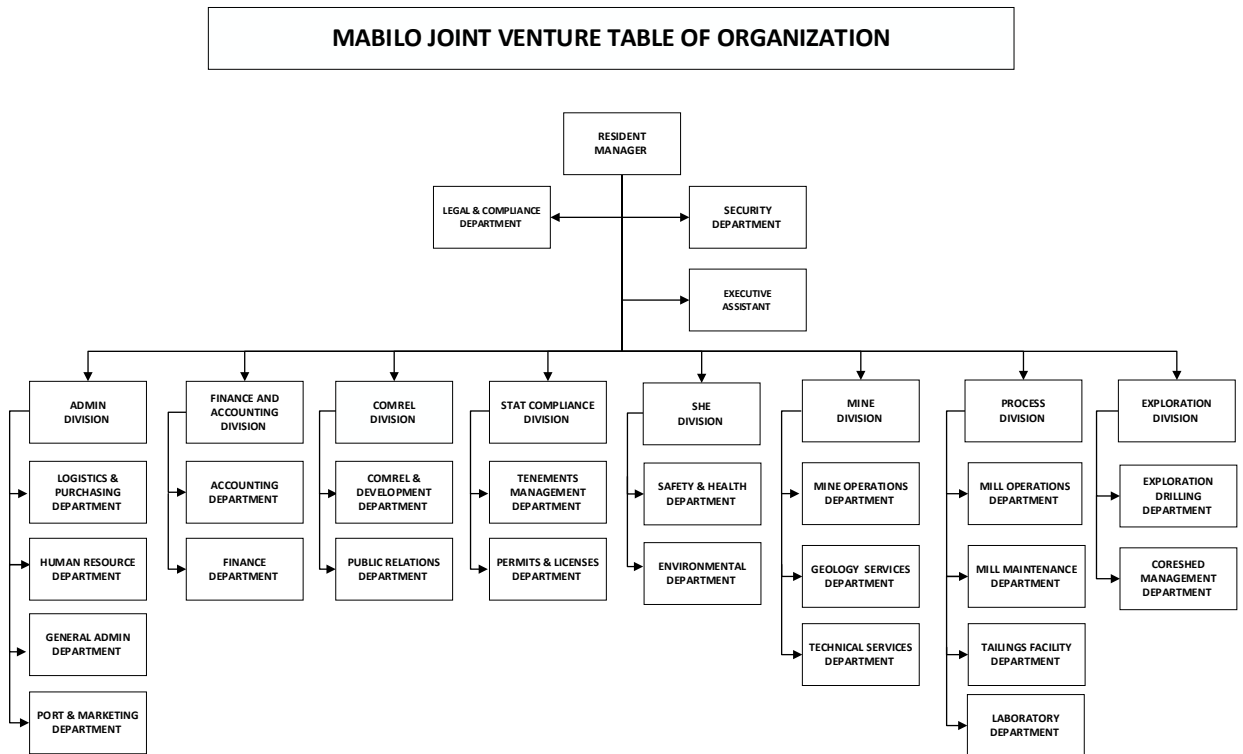 MABILO JOINT VENTURE TABLE OF ORGANIZATION
RESIDENT
MANAGER
LEGAL & COMPLIANCE
DEPARTMENT
SECURITY
DEPARTMENT
EXECUTIVE
ASSISTANT
ADMIN
DIVISION
LOGISTICS &
PURCHASING
DEPARTMENT
HUMAN RESOURCE
DEPARTMENT
GENERAL ADMIN
DEPARTMENT
PORT & MARKETING
DEPARTMENT
FINANCE AND
ACCOUNTING
DIVISION
ACCOUNTING
DEPARTMENT
FINANCE
DEPARTMENT
COMREL
DIVISION
COMREL &
DEVELOPMENT
DEPARTMENT
PUBLIC RELATIONS
DEPARTMENT
STAT COMPLIANCE
DIVISION
TENEMENTS
MANAGEMENT
DEPARTMENT
PERMITS & LICENSES
DEPARTMENT
SHE
DIVISION
SAFETY & HEALTH
DEPARTMENT
ENVIRONMENTAL
DEPARTMENT
MINE
DIVISION
MINE OPERATIONS
DEPARTMENT
GEOLOGY SERVICES
DEPARTMENT
TECHNICAL SERVICES
DEPARTMENT
PROCESS
DIVISION
MILL OPERATIONS
DEPARTMENT
MILL MAINTENANCE
DEPARTMENT
TAILINGS FACILITY
DEPARTMENT
LABORATORY
DEPARTMENT
EXPLORATION
DIVISION
EXPLORATION
DRILLING
DEPARTMENT
CORESHED
MANAGEMENT
DEPARTMENT